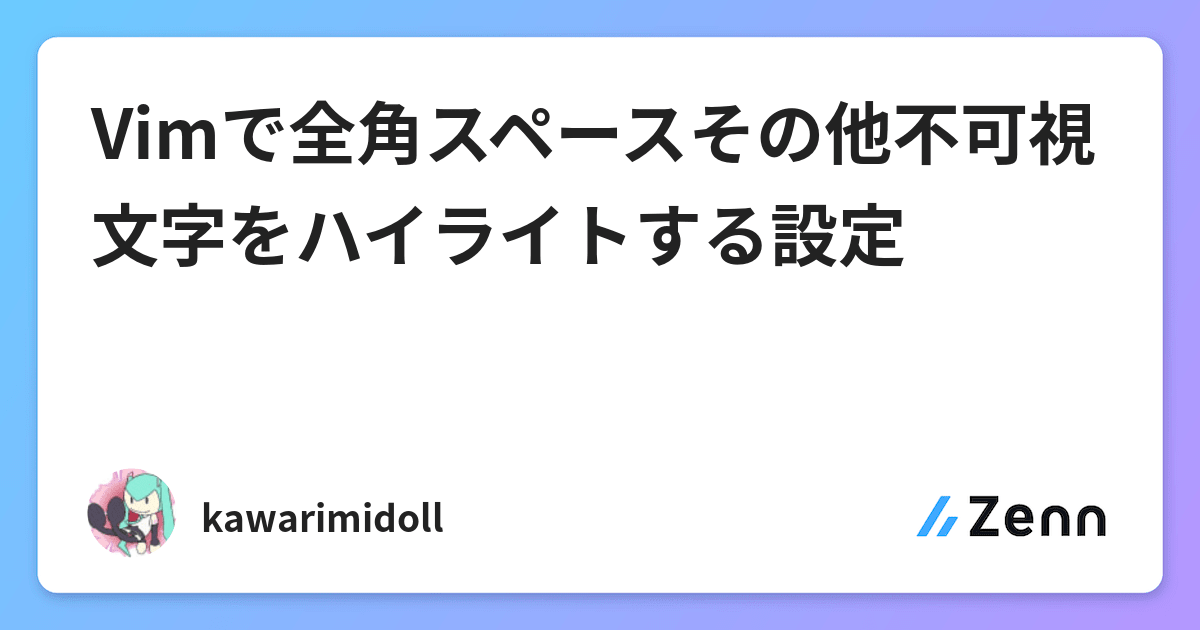 Vimで全角スペースその他不可視
文字をハイライトする設定
kawarimidoll
Zenn